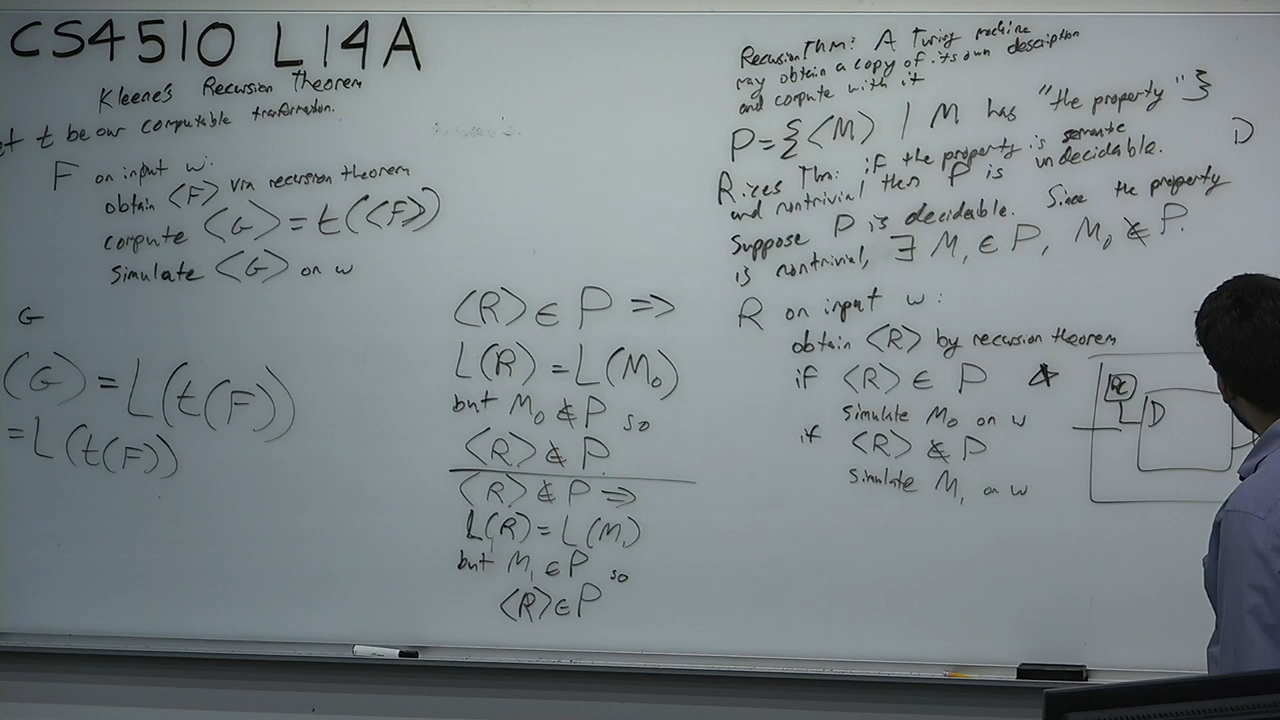 CS4510 L14A
Kleene's Recursion Theorem
et t be our computable transformation.
F on input w:
obtain <F> via recursion theorem
compute <G> = t(<F>)
simulate <G> on w
G
(G) = L(t(F))
= L(t(F))
<R> ∈ P ⇒
L(R) = L(M₀)
but M₀ ∉ P so
<R> ∉ P.
<R> ∉ P ⇒
L(R) = L(M₁)
but M₁ ∈ P so
<R> ∈ P
Recursion Thm: A Turing machine
may obtain a copy of its own description
and compute with it
P = {<M> | M has "the property"}
Rices Thm: if the property is semantic
and nontrivial then P is undecidable.
D
Suppose P is decidable. Since the property
is nontrivial, ∃ M₁ ∈ P, M₀ ∉ P.
R on input w:
obtain <R> by recursion theorem
if <R> ∈ P
simulate M₀ on w
if <R> ∉ P
simulate M₁ on w
D